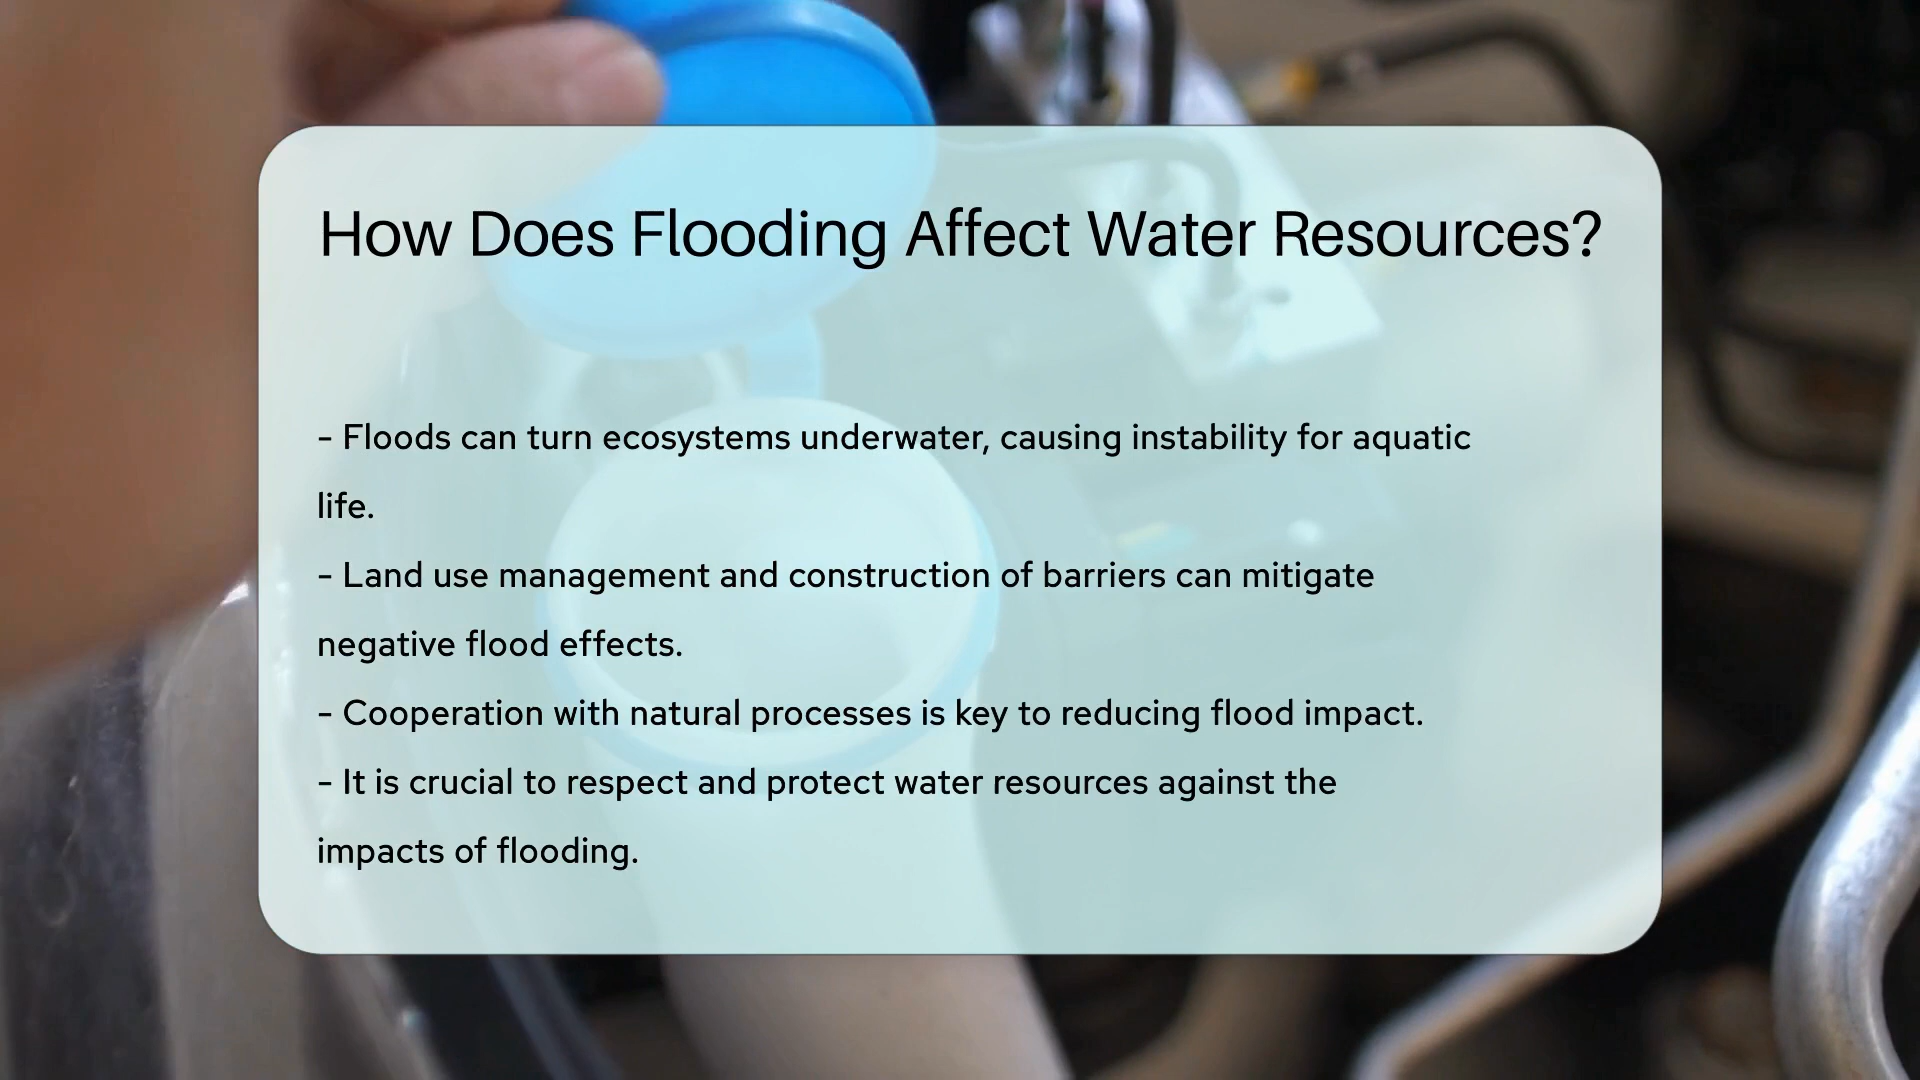 How Does Flooding Affect Water Resources?
- Floods can turn ecosystems underwater, causing instability for aquatic
life.
- Land use management and construction of barriers can mitigate
negative flood effects.
- Cooperation with natural processes is key to reducing flood impact.
- It is crucial to respect and protect water resources against the
impacts of flooding.